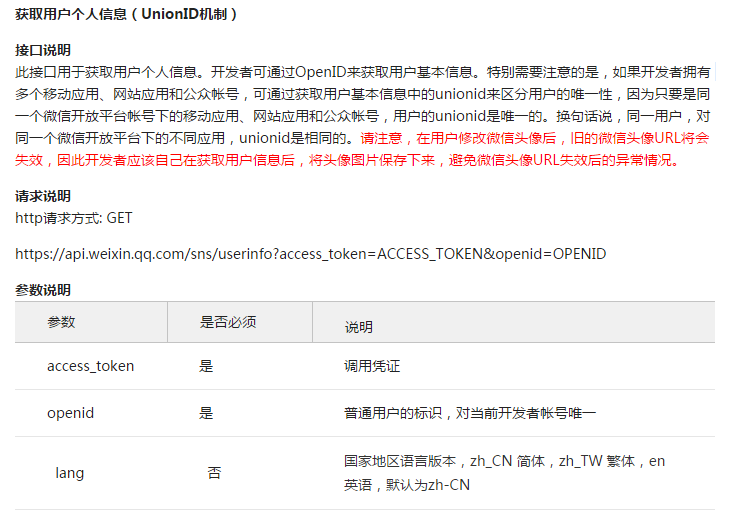 获取用户个人信息（UnionID机制）
接口说明
此接口用于获取用户个人信息。开发者可通过OpenID来获取用户基本信息。特别需要注意的是，如果开发者拥有
多个移动应用、网站应用和公众帐号，可通过获取用户基本信息中的unionid来区分用户的唯一性，因为只要是同
一个微信开放平台帐号下的移动应用、网站应用和公众帐号，用户的unionid是唯一的。换句话说，同一用户，对
同一个微信开放平台下的不同应用，unionid是相同的。请注意，在用户修改微信头像后，旧的微信头像URL将会
失效，因此开发者应该自己在获取用户信息后，将头像图片保存下来，避免微信头像URL失效后的异常情况。
请求说明
http请求方式: GET
https://api.weixin.qq.com/sns/userinfo?access_token=ACCESS_TOKEN&openid=OPENID
参数说明
参数 是否必须 说明
access_token 是 调用凭证
openid 是 普通用户的标识，对当前开发者帐号唯一
lang 否 国家地区语言版本，zh_CN 简体，zh_TW 繁体，en
英语，默认为zh-CN